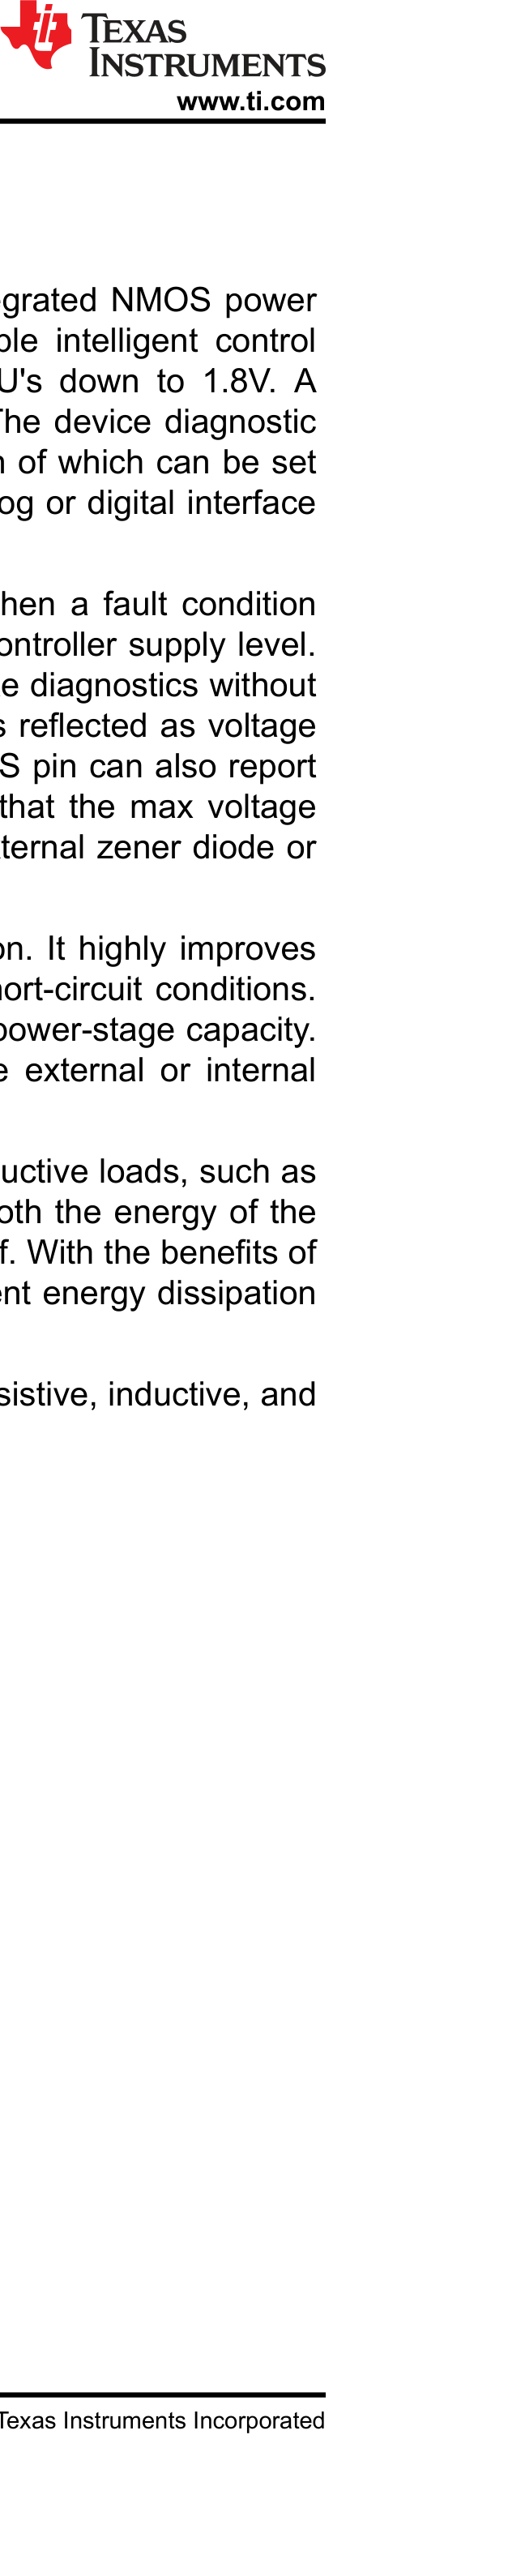 TEXAS
INSTRUMENTS
www.ti.com
egrated NMOS power
ble intelligent control
U's down to 1.8V. A
The device diagnostic
n of which can be set
og or digital interface
hen a fault condition
ontroller supply level.
e diagnostics without
s reflected as voltage
S pin can also report
that the max voltage
ternal zener diode or
on. It highly improves
ort-circuit conditions.
power-stage capacity.
e external or internal
uctive loads, such as
oth the energy of the
f. With the benefits of
ent energy dissipation
sistive, inductive, and
Texas Instruments Incorporated